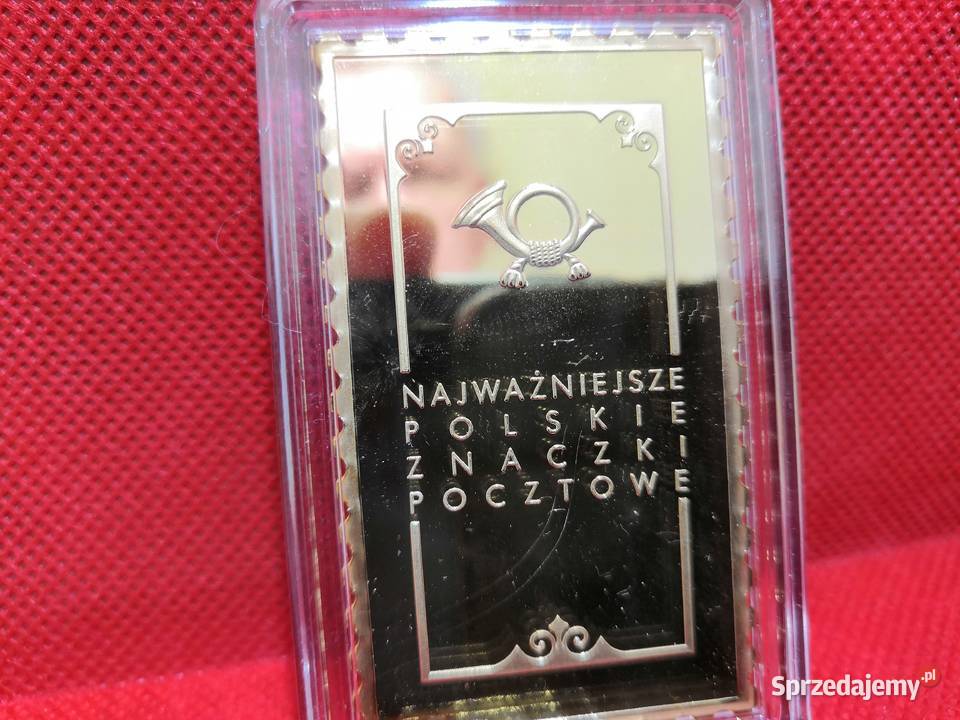 NAJWAŻNIEJSZE
POLSKIE
ZNACZKI
POCZTOWE
Sprzedajemy.pl